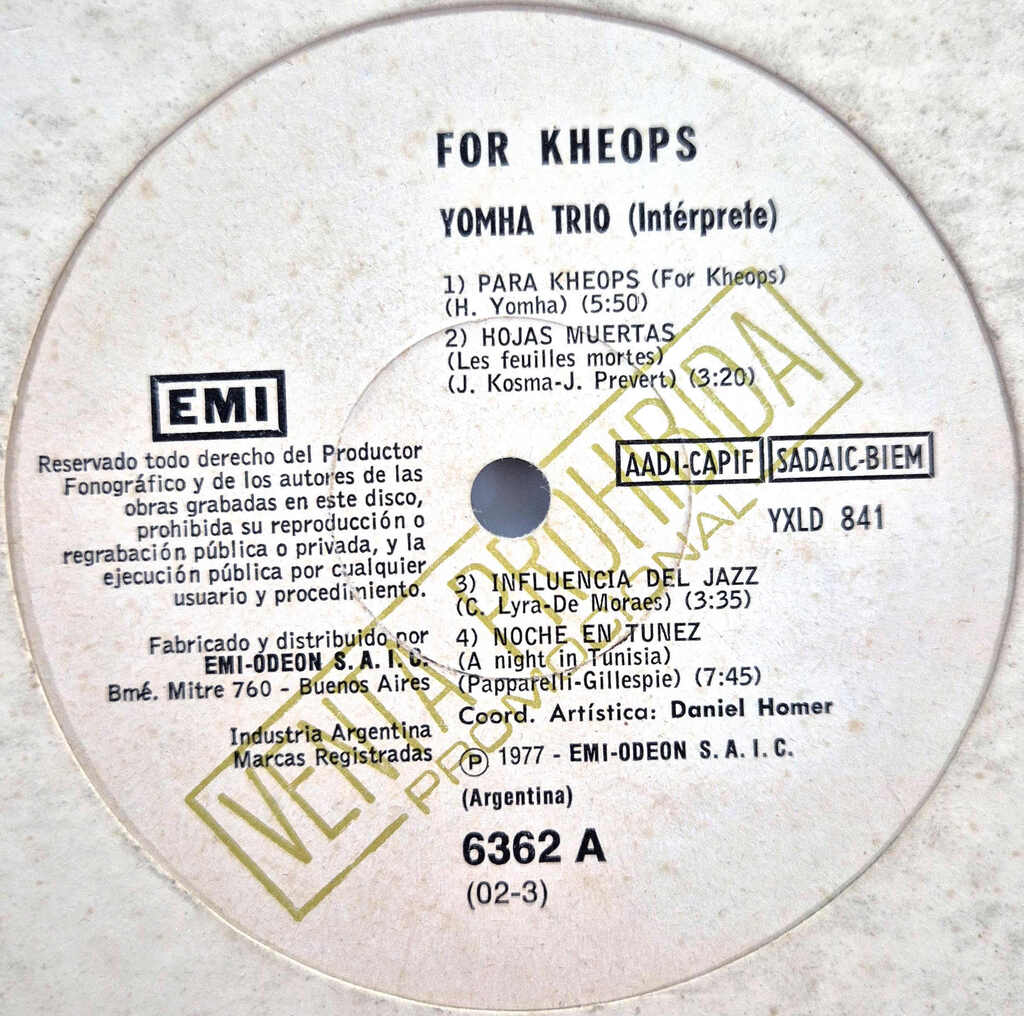 FOR KHEOPS
YOMHA TRIO (Intérprete)
1) PARA KHEOPS (For Kheops)
(H. Yomha) (5:50)
2) HOJAS MUERTAS
(Les feuilles mortes)
(J. Kosma-J. Prevert) (3:20)
EMI
Reservado todo derecho del Productor
Fonográfico y de los autores de las
obras grabadas en este disco,
prohibida su reproducción o
regrabación pública o privada, y la
ejecución pública por cualquier
usuario y procedimiento.
Fabricado y distribuido por
EMI-ODEON S. A. I. C.
Bmé. Mitre 760 - Buenos Aires
Industria Argentina
Marcas Registradas
AADI-CAPIF SADAIC-BIEM
YXLD 841
3) INFLUENCIA DEL JAZZ
(C. Lyra-De Moraes) (3:35)
4) NOCHE EN TUNEZ
(A night in Tunisia)
(Papparelli-Gillespie) (7:45)
Coord. Artística: Daniel Homer
Ⓟ 1977 - EMI-ODEON S. A. I. C.
(Argentina)
6362 A
(02-3)
VENTA PROHIBIDA
PROMOCIONAL